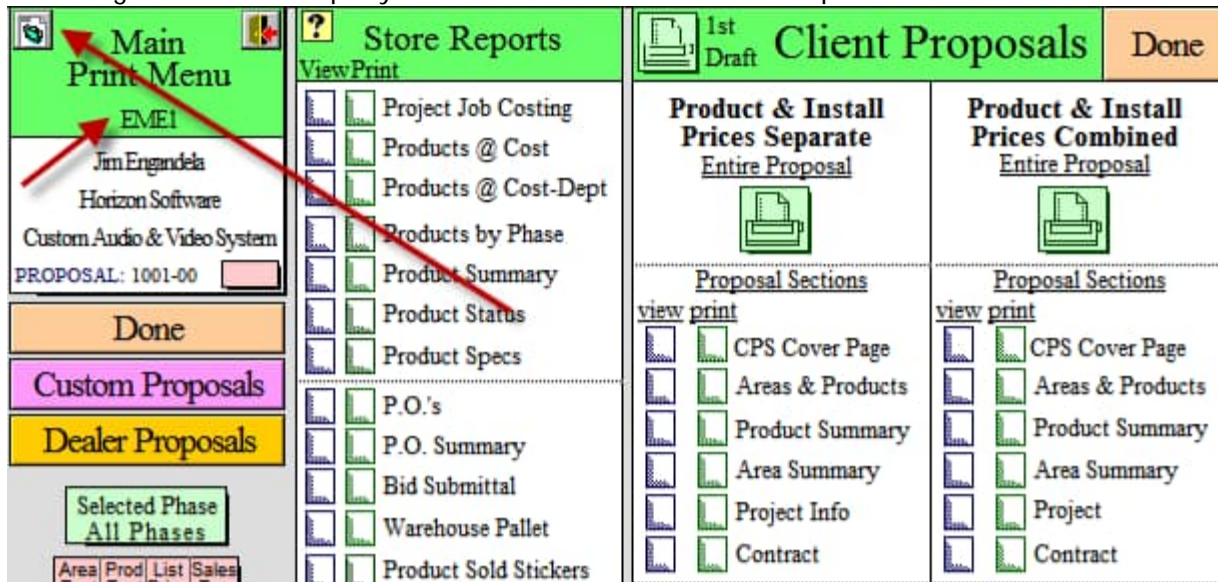 Main
Print Menu
EME1
Jim Engandela
Horizon Software
Custom Audio & Video System
PROPOSAL: 1001-00
Done
Custom Proposals
Dealer Proposals
Selected Phase
All Phases
Area Prod List Sales
?
Store Reports
View Print
Project Job Costing
Products @ Cost
Products @ Cost-Dept
Products by Phase
Product Summary
Product Status
Product Specs
P.O.'s
P.O. Summary
Bid Submittal
Warehouse Pallet
Product Sold Stickers
1st
Draft
Client Proposals
Done
Product & Install
Prices Separate
Entire Proposal
Proposal Sections
view print
CPS Cover Page
Areas & Products
Product Summary
Area Summary
Project Info
Contract
Product & Install
Prices Combined
Entire Proposal
Proposal Sections
view print
CPS Cover Page
Areas & Products
Product Summary
Area Summary
Project
Contract